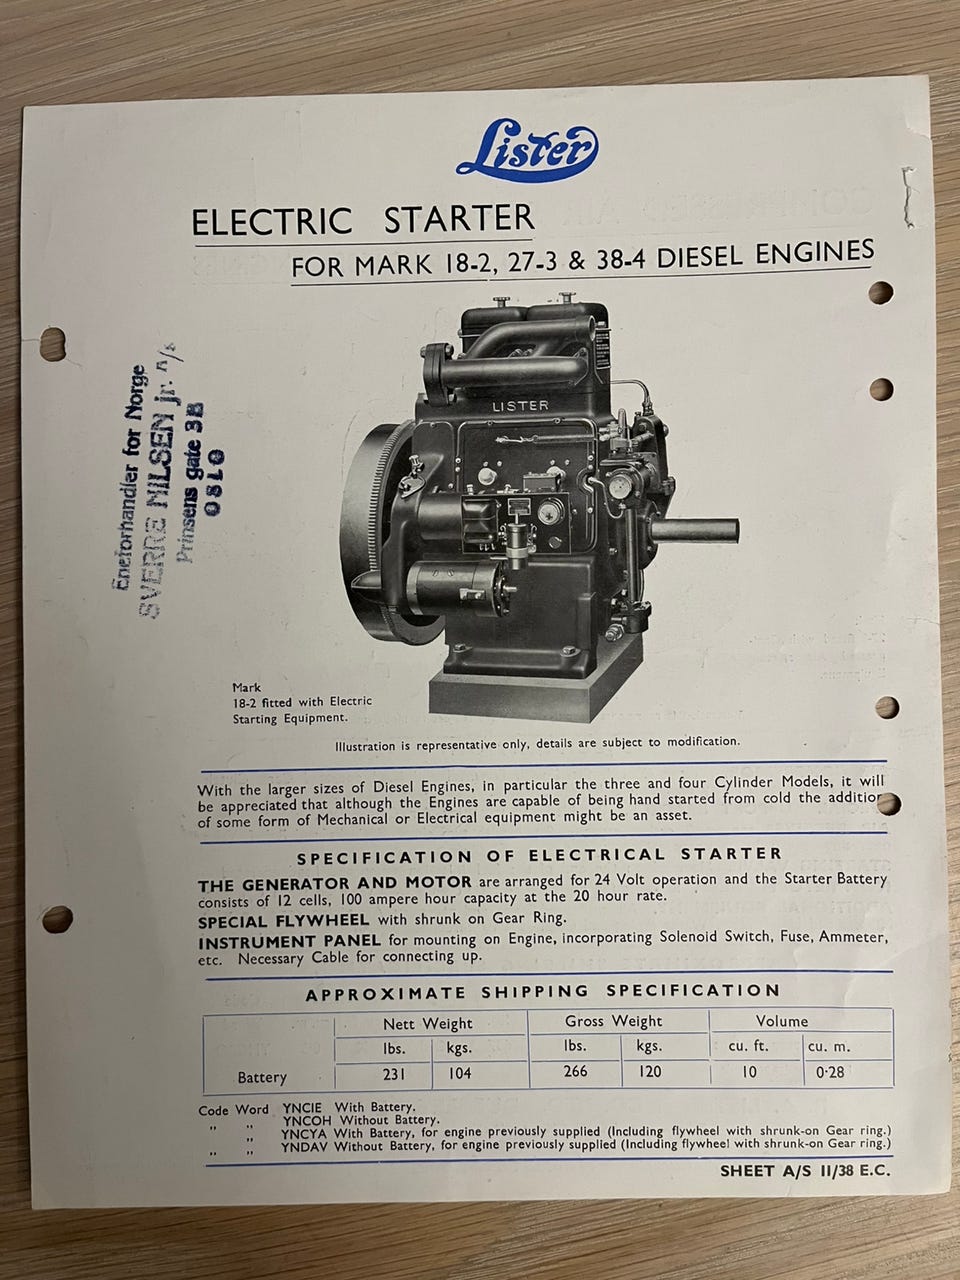 Lister
ELECTRIC STARTER
FOR MARK 18-2, 27-3 & 38-4 DIESEL ENGINES
Eneforhandler for Norge
SVERRE NILSEN jr. A/S
Prinsens gate 3B
O810
LISTER
Mark
18-2 fitted with Electric
Starting Equipment.
Illustration is representative only, details are subject to modification.
With the larger sizes of Diesel Engines, in particular the three and four Cylinder Models, it will
be appreciated that although the Engines are capable of being hand started from cold the addition
of some form of Mechanical or Electrical equipment might be an asset.
SPECIFICATION OF ELECTRICAL STARTER
THE GENERATOR AND MOTOR are arranged for 24 Volt operation and the Starter Battery
consists of 12 cells, 100 ampere hour capacity at the 20 hour rate.
SPECIAL FLYWHEEL with shrunk on Gear Ring.
INSTRUMENT PANEL for mounting on Engine, incorporating Solenoid Switch, Fuse, Ammeter,
etc. Necessary Cable for connecting up.
APPROXIMATE SHIPPING SPECIFICATION
Nett Weight Gross Weight Volume
lbs. kgs. lbs. kgs. cu. ft. cu. m.
Battery 231 104 266 120 10 0·28
Code Word YNCIE With Battery.
" " YNCOH Without Battery.
" YNCYA With Battery, for engine previously supplied (Including flywheel with shrunk-on Gear ring.)
" " YNDAV Without Battery, for engine previously supplied (Including flywheel with shrunk-on Gear ring.)
SHEET A/S 11/38 E.C.